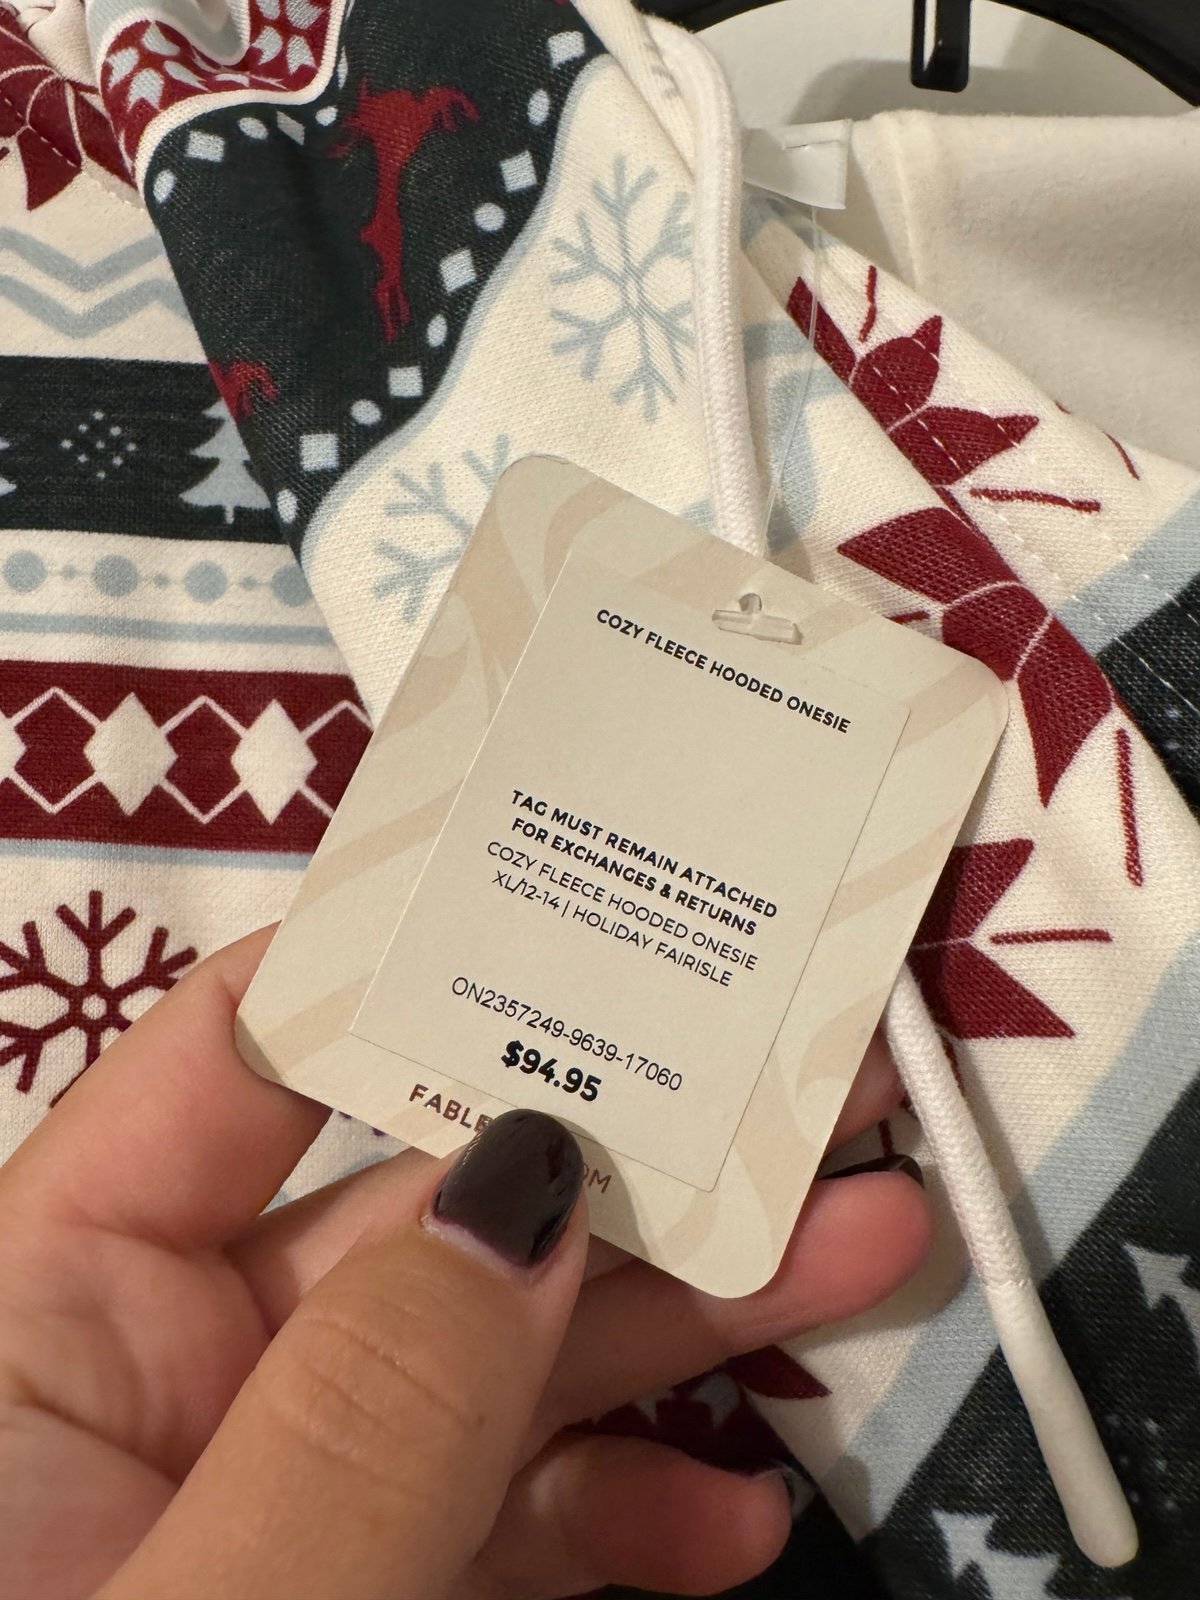 COZY FLEECE HOODED ONESIE
TAG MUST REMAIN ATTACHED
FOR EXCHANGES & RETURNS
COZY FLEECE HOODED ONESIE
XL/12-14 | HOLIDAY FAIRISLE
ON2357249-9639-17060
$94.95